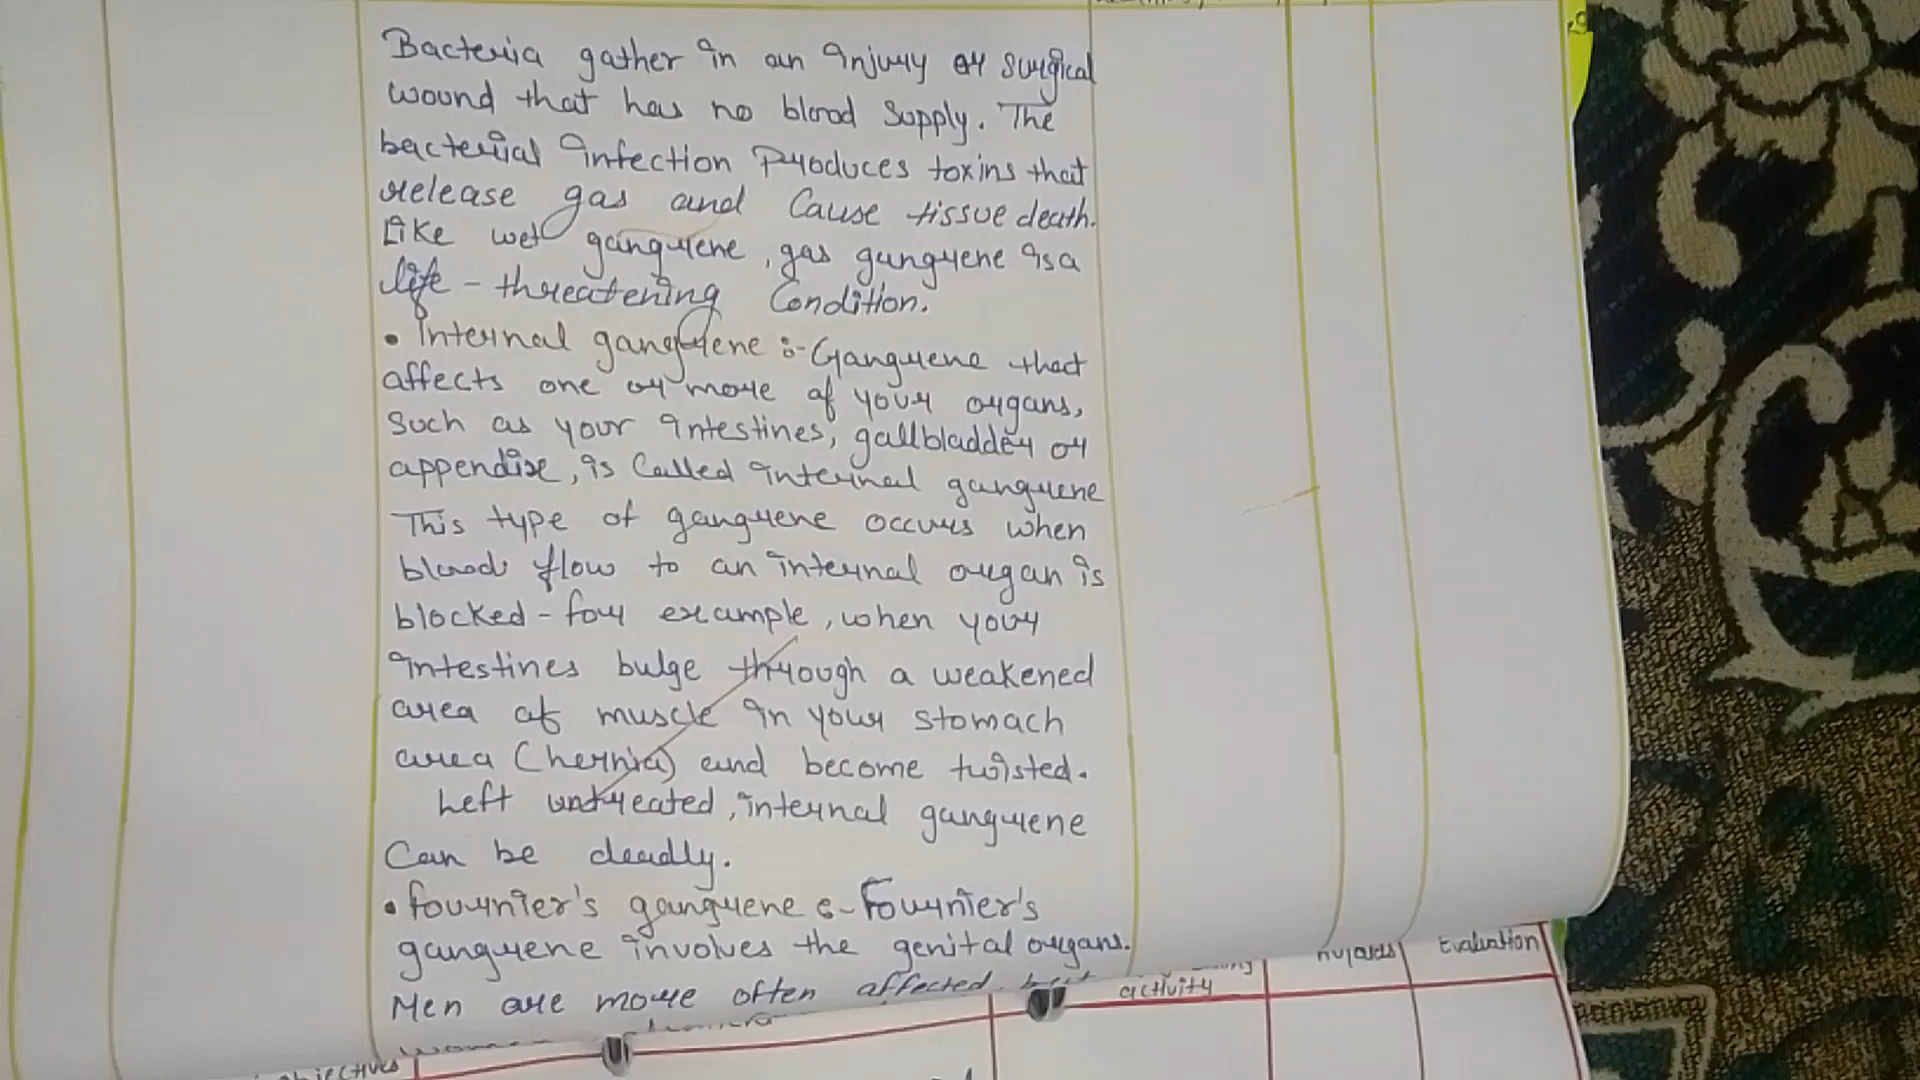 Bacteria gather in an injury or surgical
wound that has no blood supply. The
bacterial infection Produces toxins that
release gas and Cause tissue death.
Like wet gangrene, gas gangrene is a
life - threatening Condition.
• Internal gangrene :- Gangrene that
affects one or more of your organs,
Such as your intestines, gallbladder or
appendix, is Called internal gangrene
This type of gangrene occurs when
blood flow to an internal organ is
blocked - for example, when your
intestines bulge through a weakened
area of muscle in your stomach
area (hernia) and become twisted.
Left untreated, internal gangrene
Can be deadly.
• fournier's gangrene :- Fournier's
gangrene involves the genital organs.
Men are more often affected, but
women
activity
Evaluation
objectives